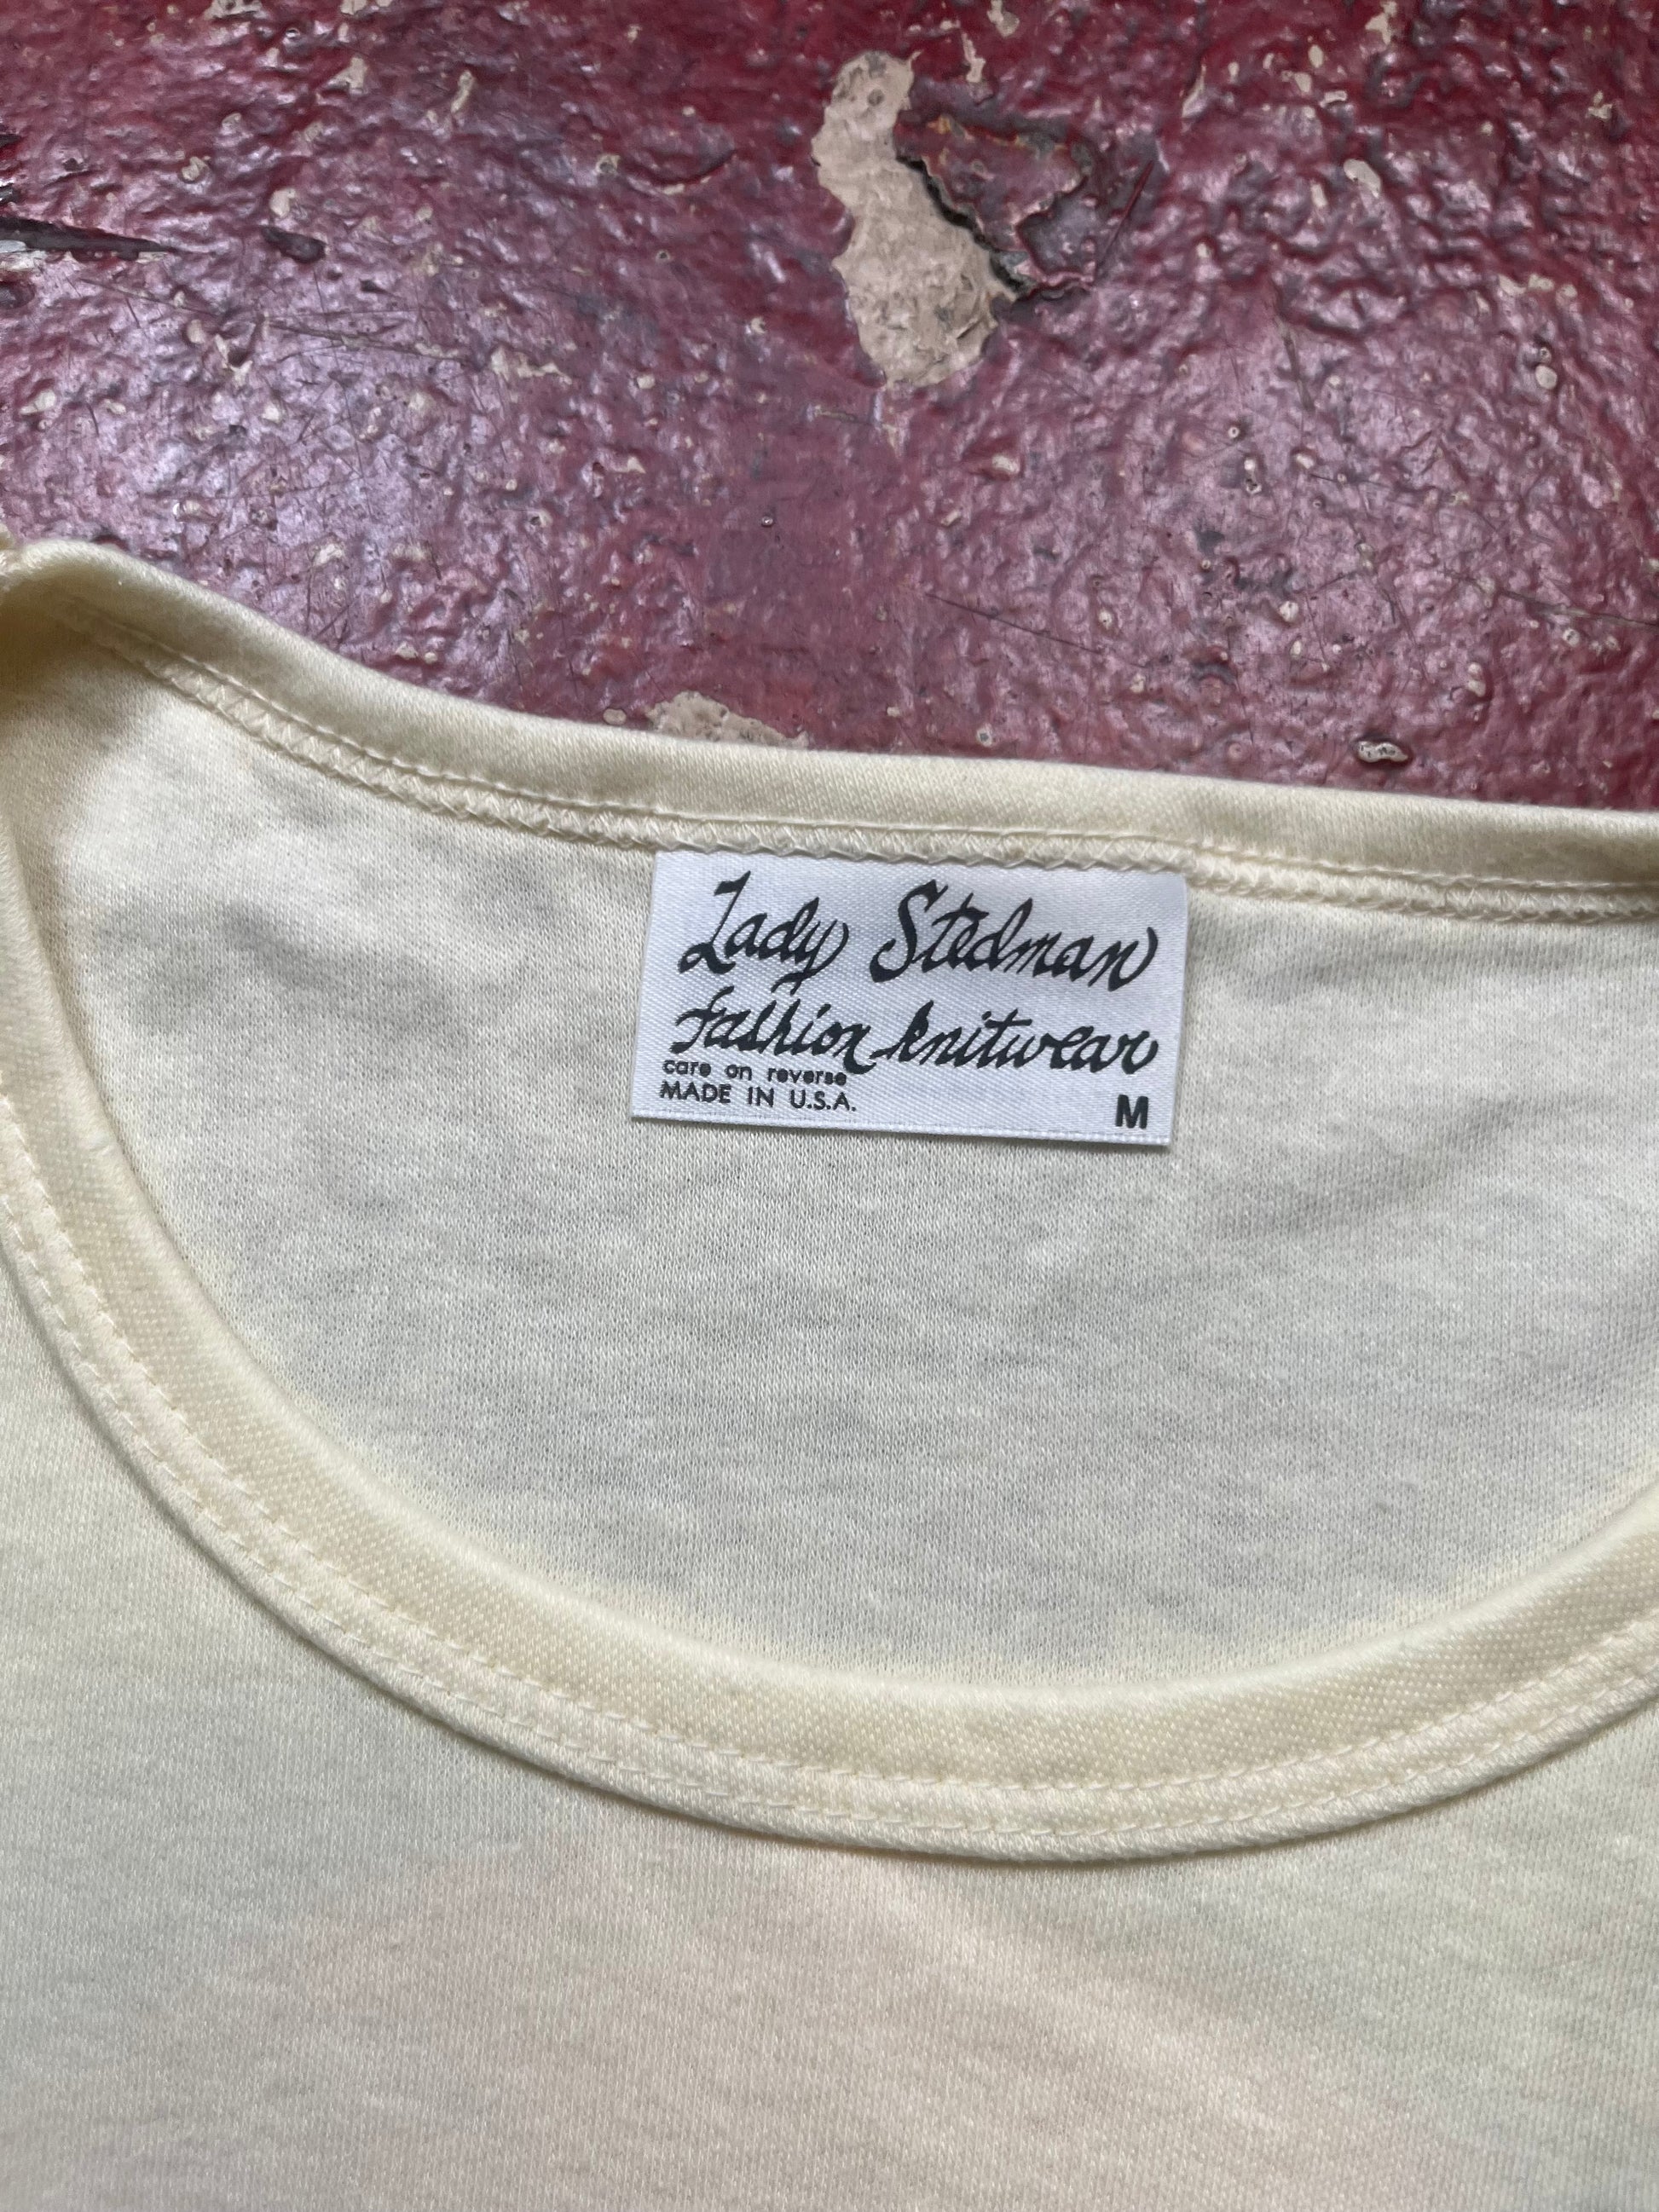 Lady Stedman
fashion knitwear
care on reverse
MADE IN U.S.A.
M